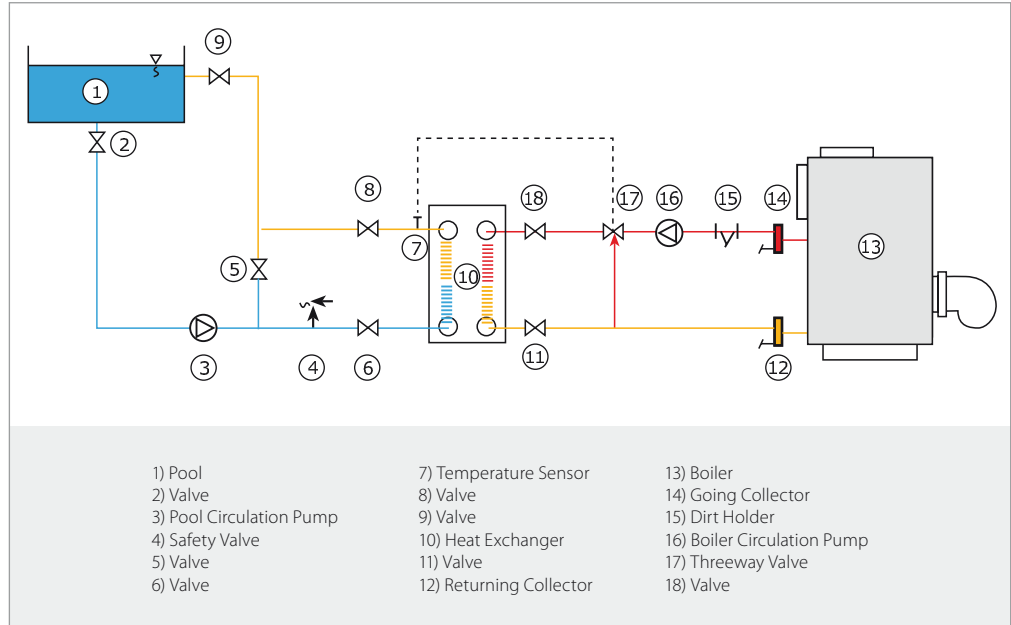 9
1
2
8
18
17
16
15
14
7
13
5
10
3
4
6
11
12
1) Pool
2) Valve
3) Pool Circulation Pump
4) Safety Valve
5) Valve
6) Valve
7) Temperature Sensor
8) Valve
9) Valve
10) Heat Exchanger
11) Valve
12) Returning Collector
13) Boiler
14) Going Collector
15) Dirt Holder
16) Boiler Circulation Pump
17) Threeway Valve
18) Valve